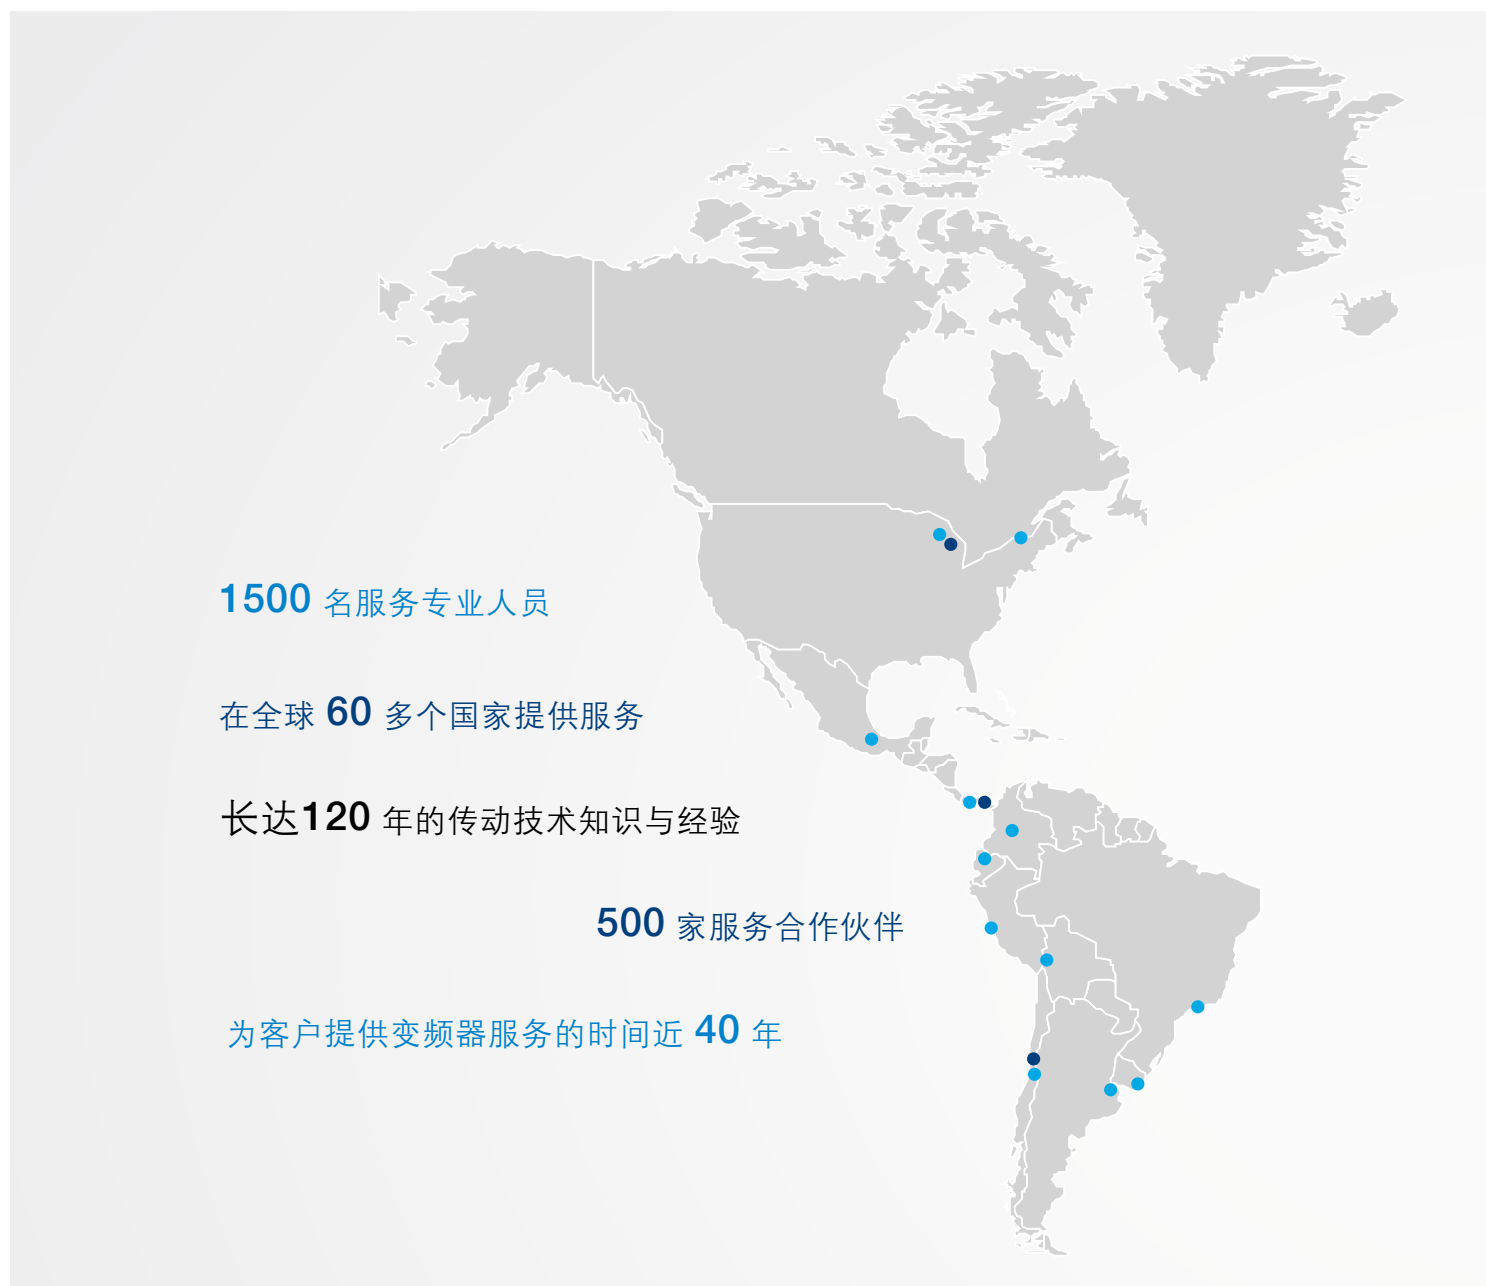 1500 名服务专业人员
在全球 60 多个国家提供服务
长达120 年的传动技术知识与经验
500 家服务合作伙伴
为客户提供变频器服务的时间近 40 年